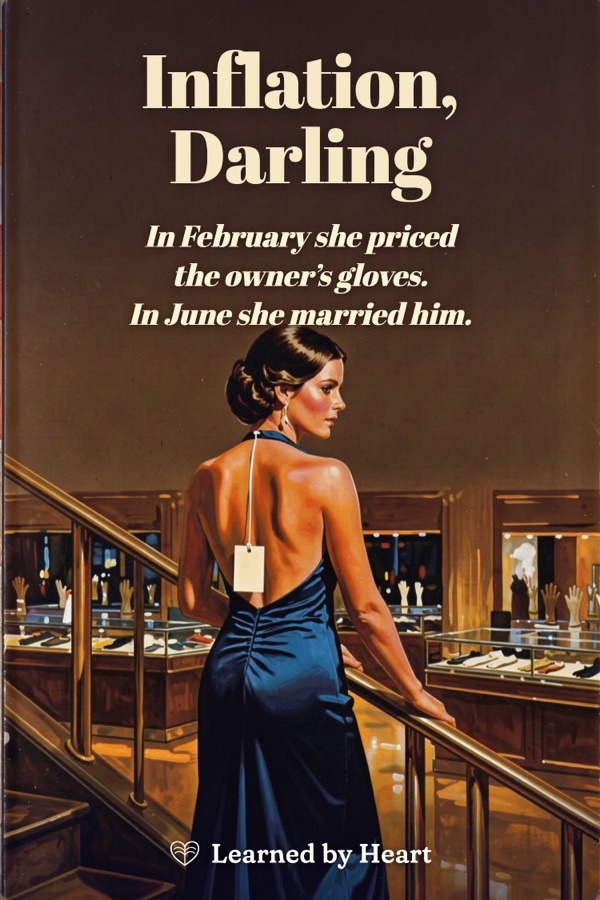 Inflation,
Darling
In February she priced
the owner's gloves.
In June she married him.
Learned by Heart